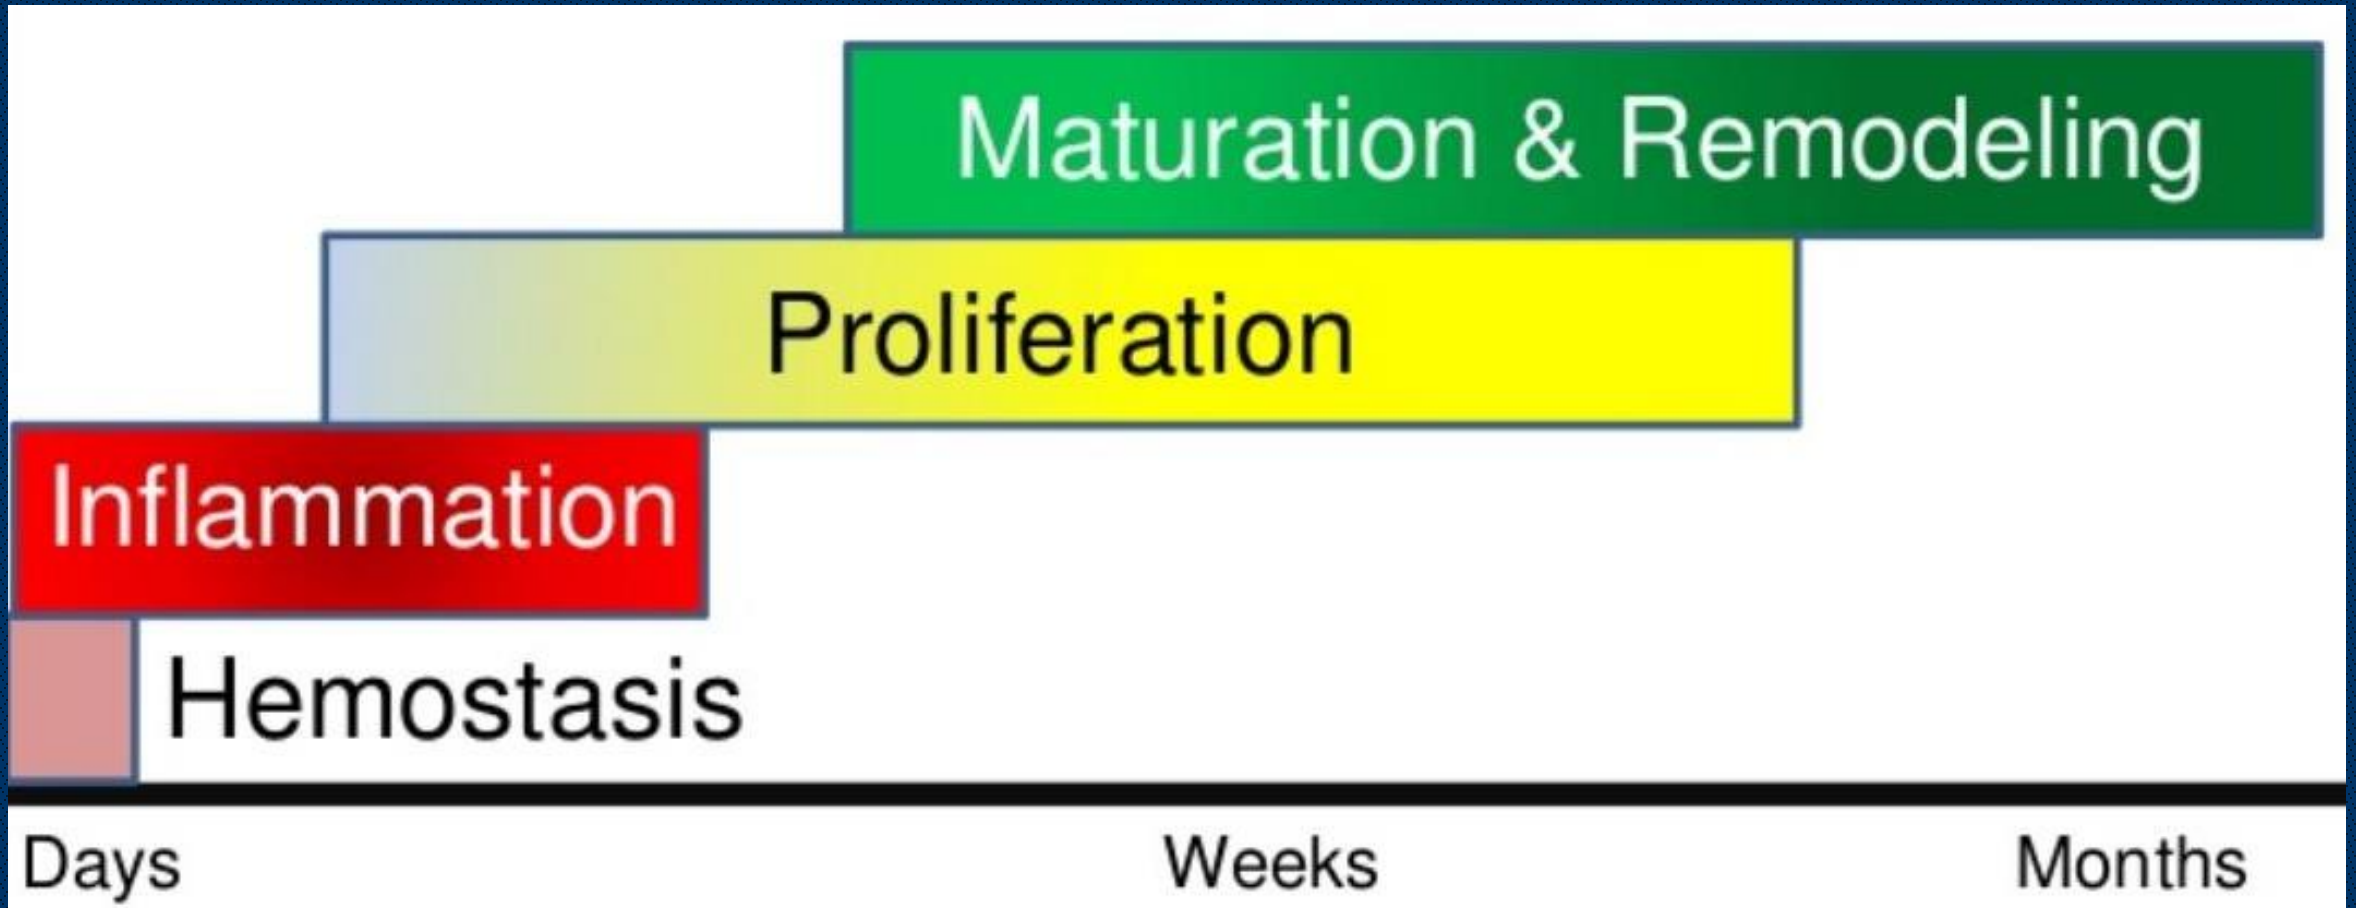 Maturation & Remodeling
Proliferation
Inflammation
Hemostasis
Days Weeks Months